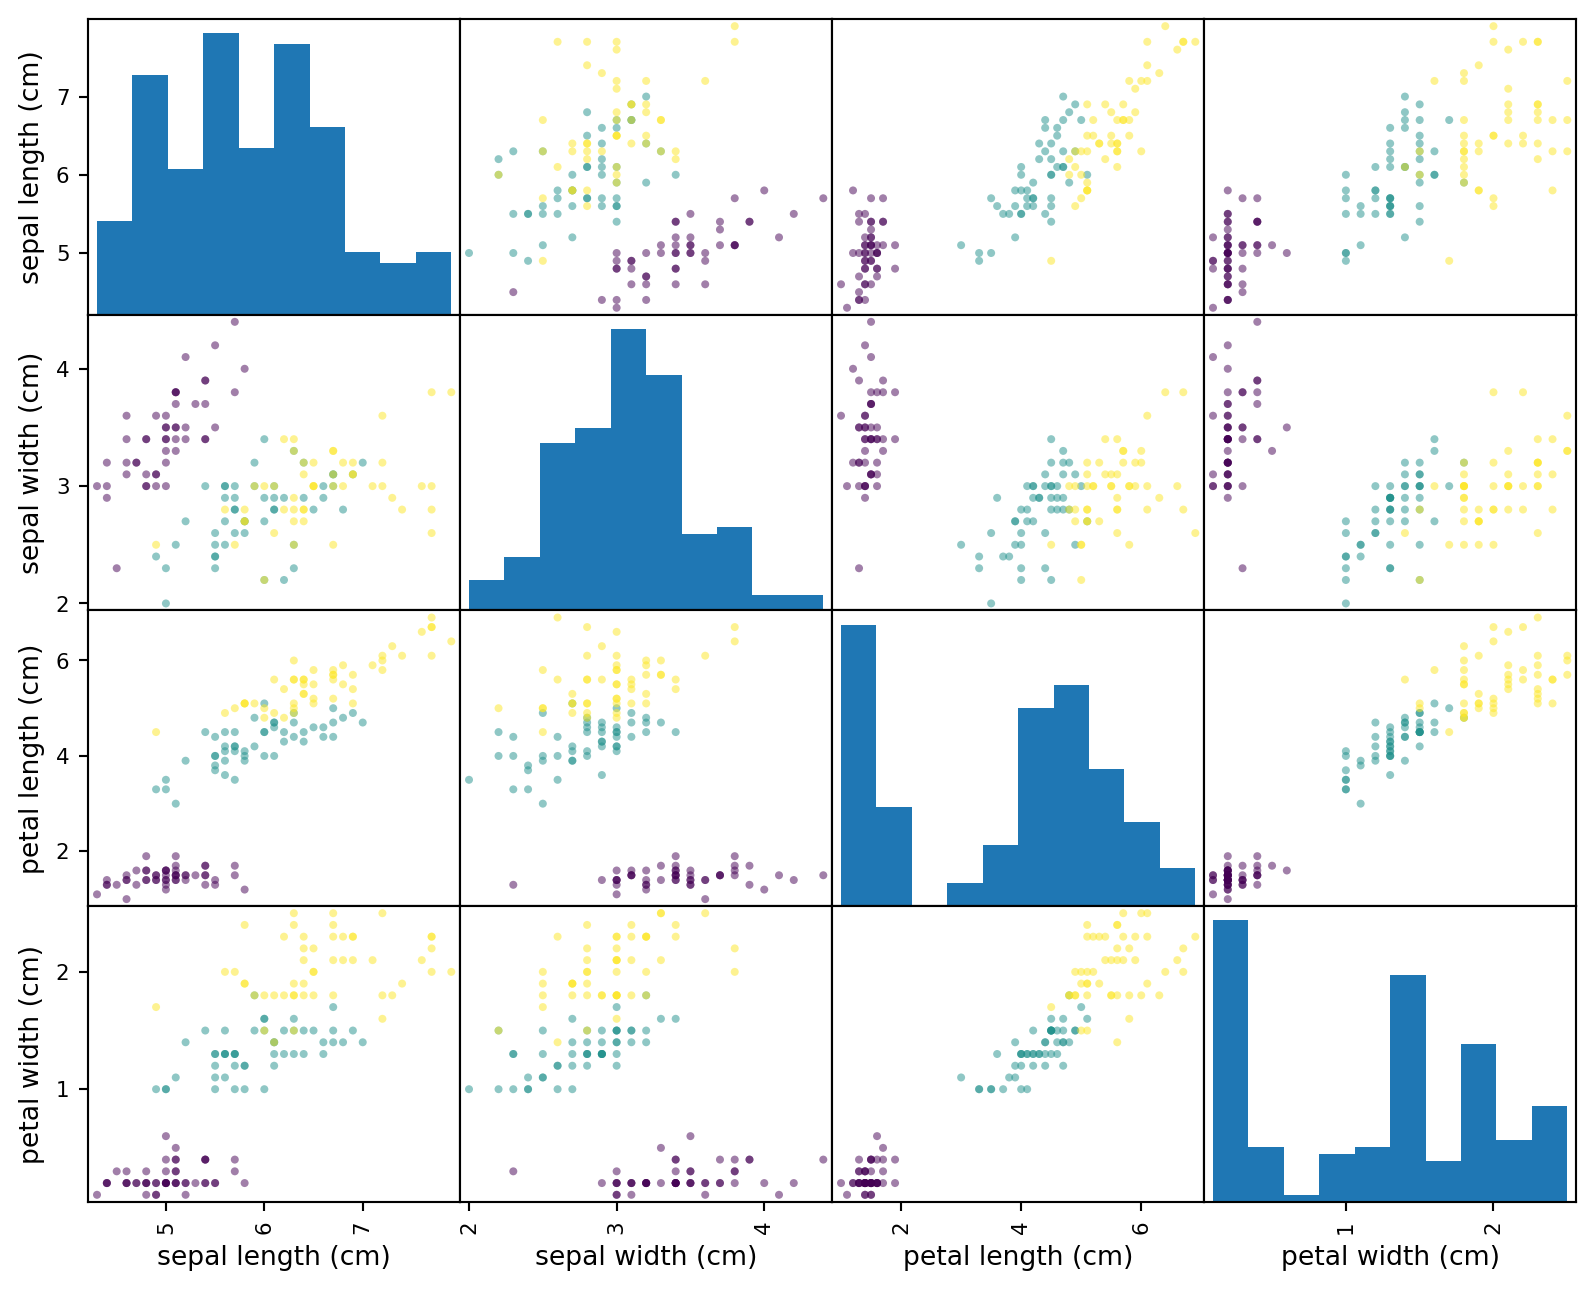 sepal length (cm)
7
6
5
sepal width (cm)
4
3
2
petal length (cm)
6
4
2
petal width (cm)
2
1
5 6 7 2 3 4 2 4 6 1 2
sepal length (cm) sepal width (cm) petal length (cm) petal width (cm)